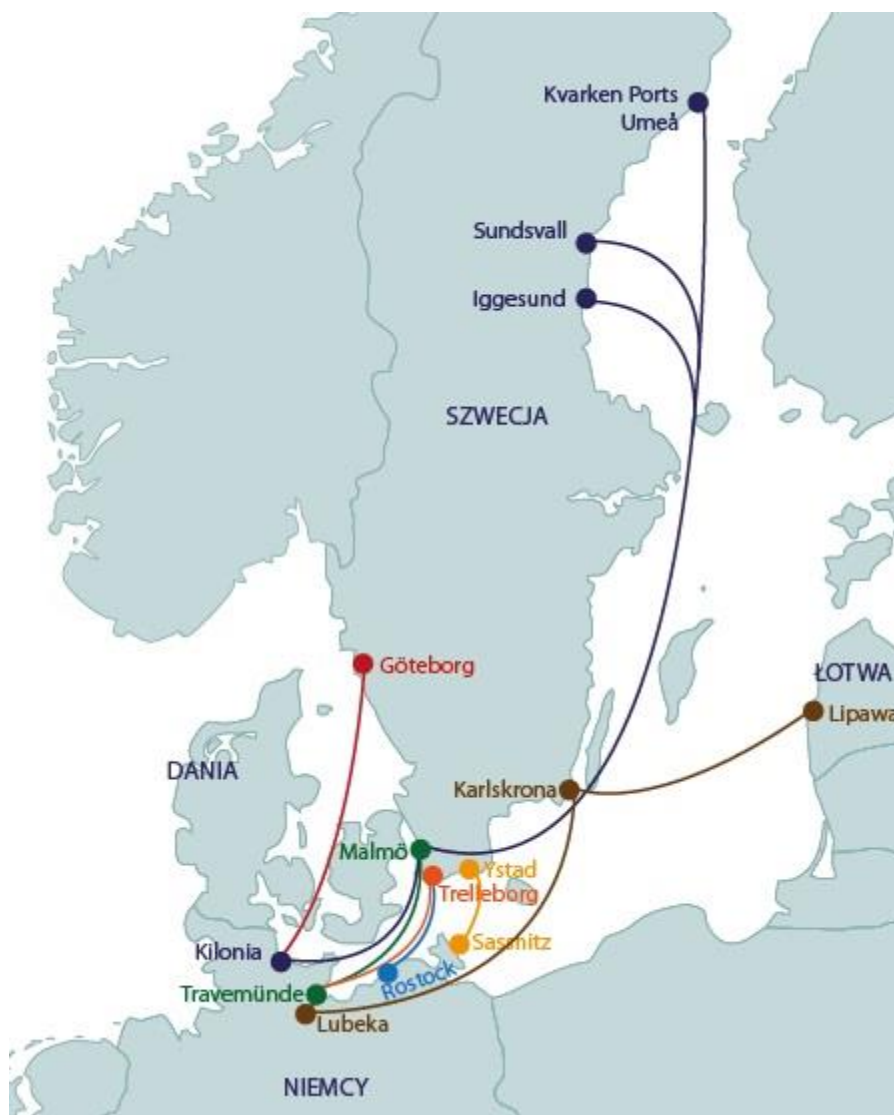 Kvarken Ports
Umeå
Sundsvall
Iggesund
SZWECJA
Göteborg
ŁOTWA
Lipawa
DANIA
Karlskrona
Malmö
Ystad
Trelleborg
Kilonia
Sassnitz
Rostock
Travemünde
Lubeka
NIEMCY